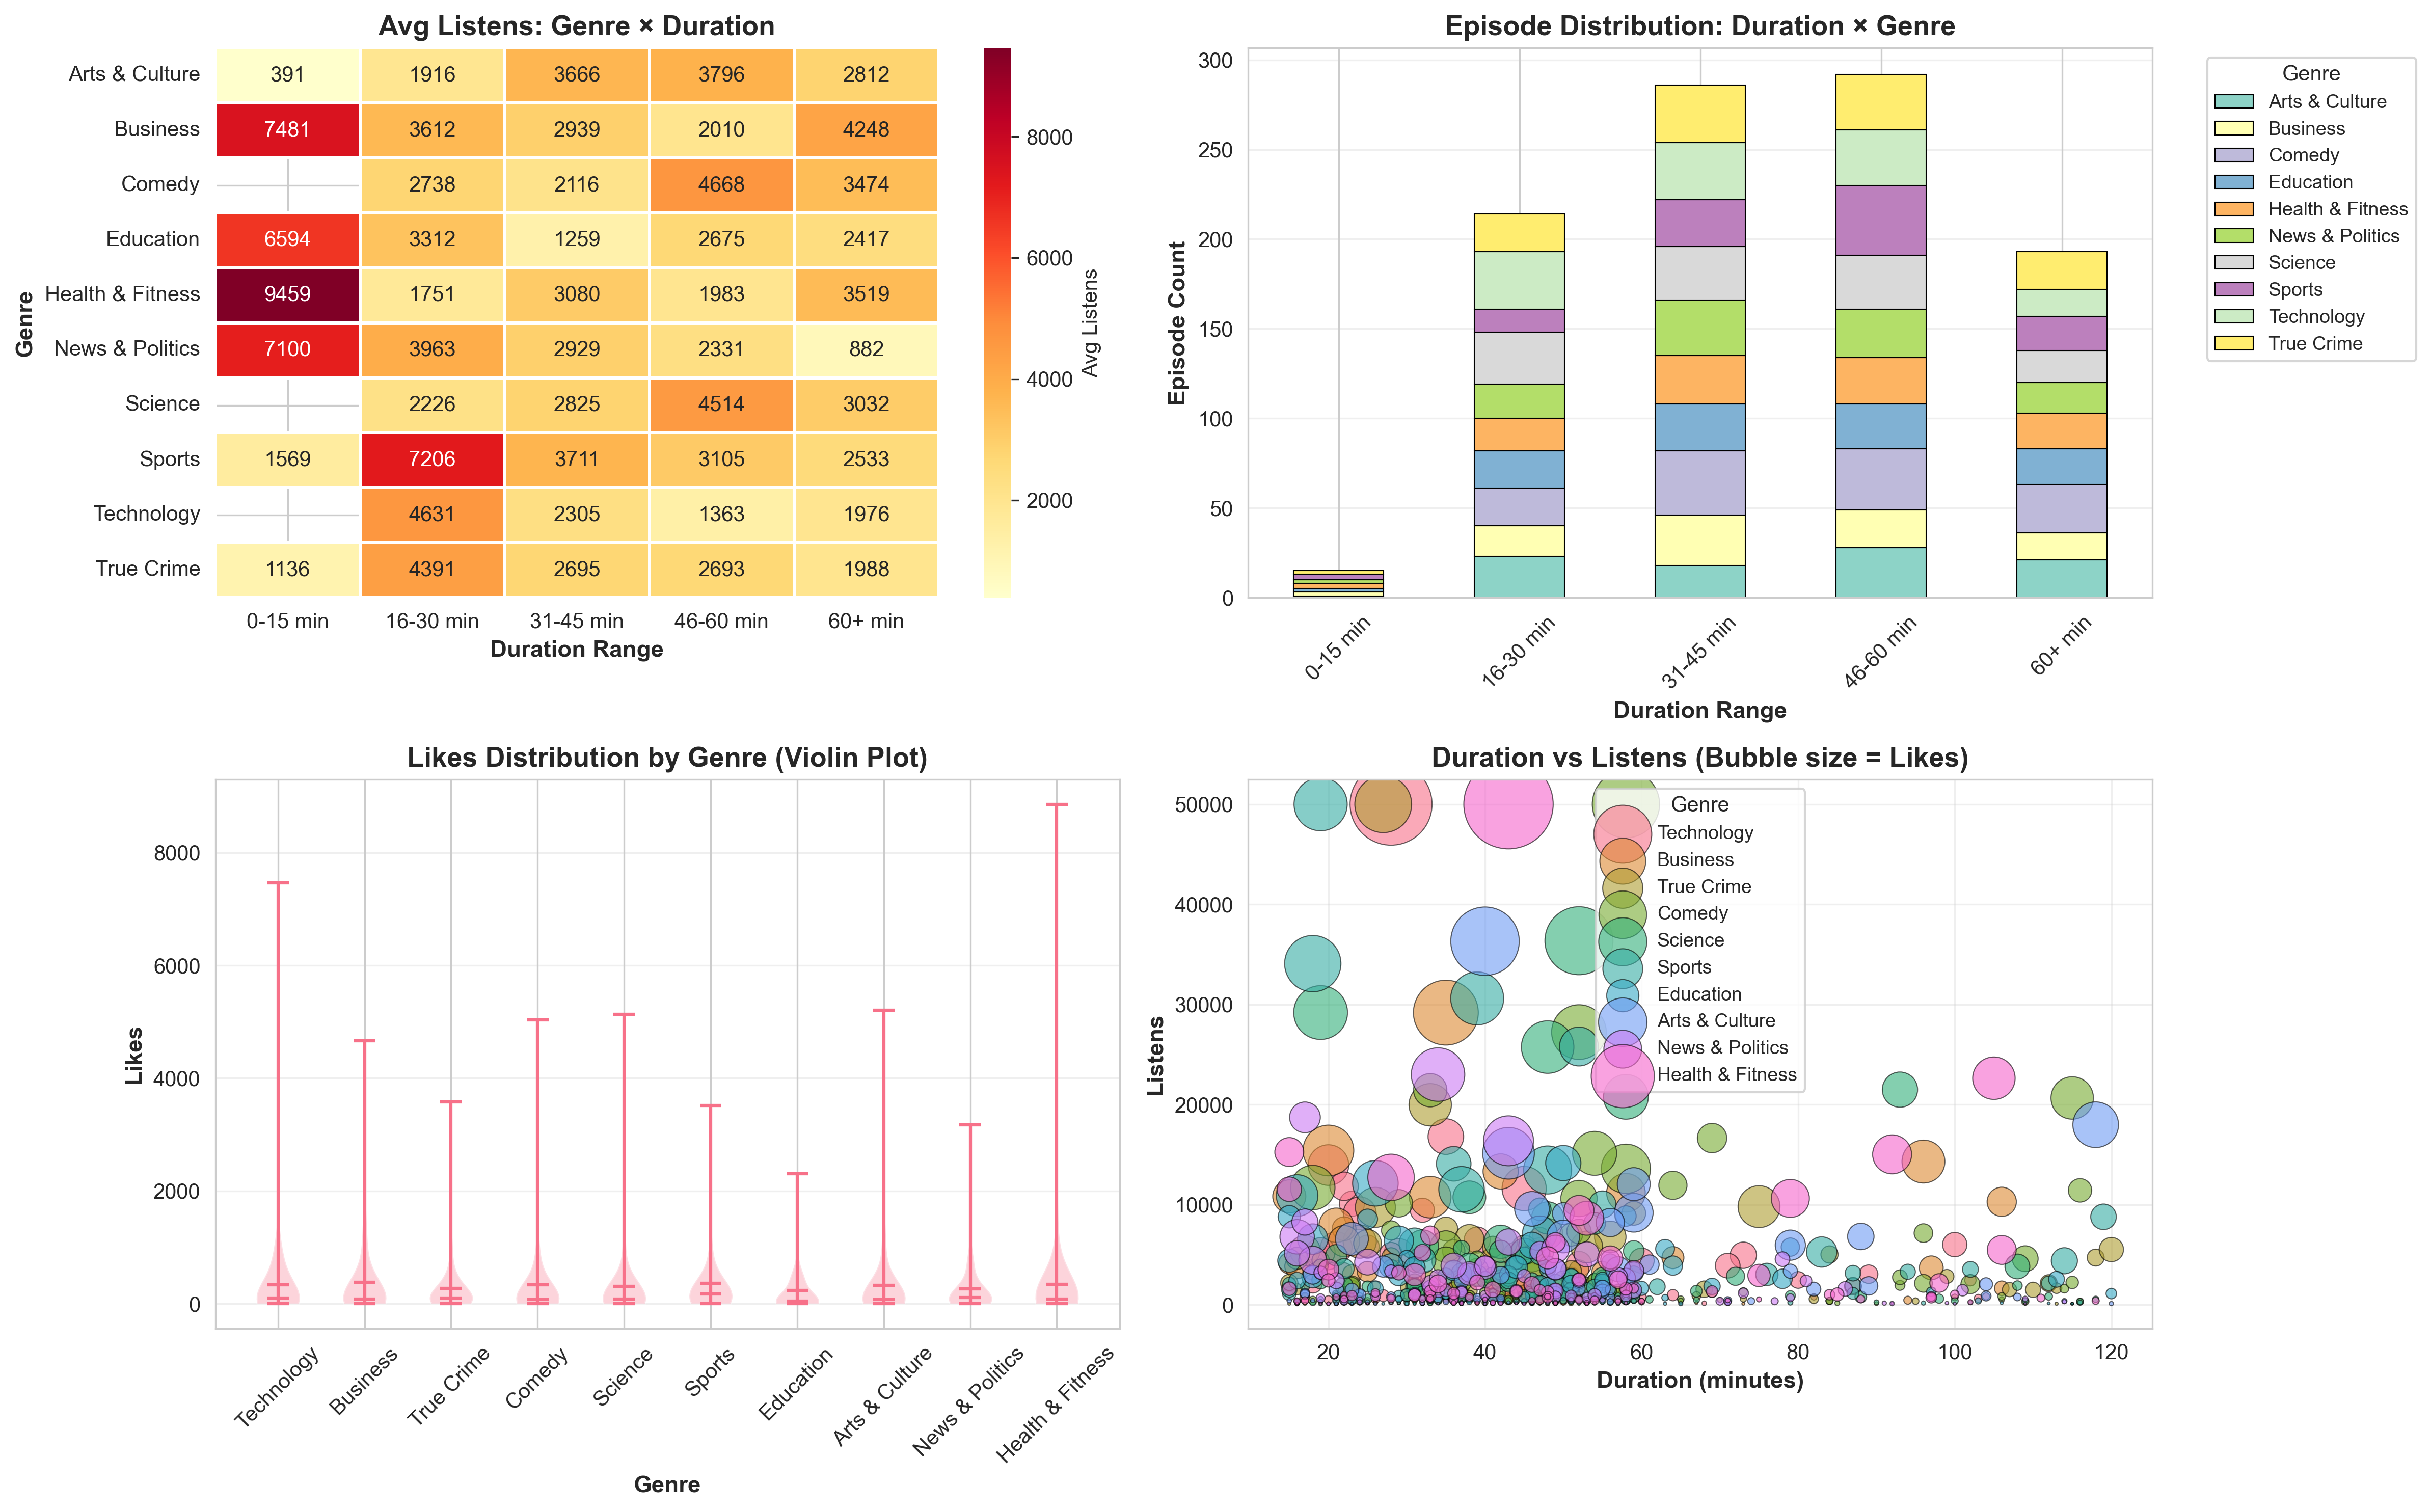 Avg Listens: Genre × Duration
Genre
Arts & Culture 391 1916 3666 3796 2812
Business 7481 3612 2939 2010 4248
Comedy 2738 2116 4668 3474
Education 6594 3312 1259 2675 2417
Health & Fitness 9459 1751 3080 1983 3519
News & Politics 7100 3963 2929 2331 882
Science 2226 2825 4514 3032
Sports 1569 7206 3711 3105 2533
Technology 4631 2305 1363 1976
True Crime 1136 4391 2695 2693 1988
0-15 min 16-30 min 31-45 min 46-60 min 60+ min
Duration Range
8000
6000
4000
2000
Avg Listens
Episode Distribution: Duration × Genre
Episode Count
300
250
200
150
100
50
0
0-15 min 16-30 min 31-45 min 46-60 min 60+ min
Duration Range
Genre
Arts & Culture
Business
Comedy
Education
Health & Fitness
News & Politics
Science
Sports
Technology
True Crime
Likes Distribution by Genre (Violin Plot)
Likes
8000
6000
4000
2000
0
Technology Business True Crime Comedy Science Sports Education Arts & Culture News & Politics Health & Fitness
Genre
Duration vs Listens (Bubble size = Likes)
Listens
50000
40000
30000
20000
10000
0
20 40 60 80 100 120
Duration (minutes)
Genre
Technology
Business
True Crime
Comedy
Science
Sports
Education
Arts & Culture
News & Politics
Health & Fitness